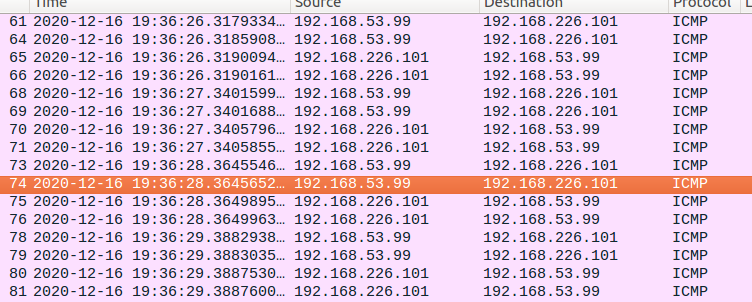 Time Source Destination Protocol
61 2020-12-16 19:36:26.3179334… 192.168.53.99 192.168.226.101 ICMP
64 2020-12-16 19:36:26.3185908… 192.168.53.99 192.168.226.101 ICMP
65 2020-12-16 19:36:26.3190094… 192.168.226.101 192.168.53.99 ICMP
66 2020-12-16 19:36:26.3190161… 192.168.226.101 192.168.53.99 ICMP
68 2020-12-16 19:36:27.3401599… 192.168.53.99 192.168.226.101 ICMP
69 2020-12-16 19:36:27.3401688… 192.168.53.99 192.168.226.101 ICMP
70 2020-12-16 19:36:27.3405796… 192.168.226.101 192.168.53.99 ICMP
71 2020-12-16 19:36:27.3405855… 192.168.226.101 192.168.53.99 ICMP
73 2020-12-16 19:36:28.3645546… 192.168.53.99 192.168.226.101 ICMP
74 2020-12-16 19:36:28.3645652… 192.168.53.99 192.168.226.101 ICMP
75 2020-12-16 19:36:28.3649895… 192.168.226.101 192.168.53.99 ICMP
76 2020-12-16 19:36:28.3649963… 192.168.226.101 192.168.53.99 ICMP
78 2020-12-16 19:36:29.3882938… 192.168.53.99 192.168.226.101 ICMP
79 2020-12-16 19:36:29.3883035… 192.168.53.99 192.168.226.101 ICMP
80 2020-12-16 19:36:29.3887530… 192.168.226.101 192.168.53.99 ICMP
81 2020-12-16 19:36:29.3887600… 192.168.226.101 192.168.53.99 ICMP